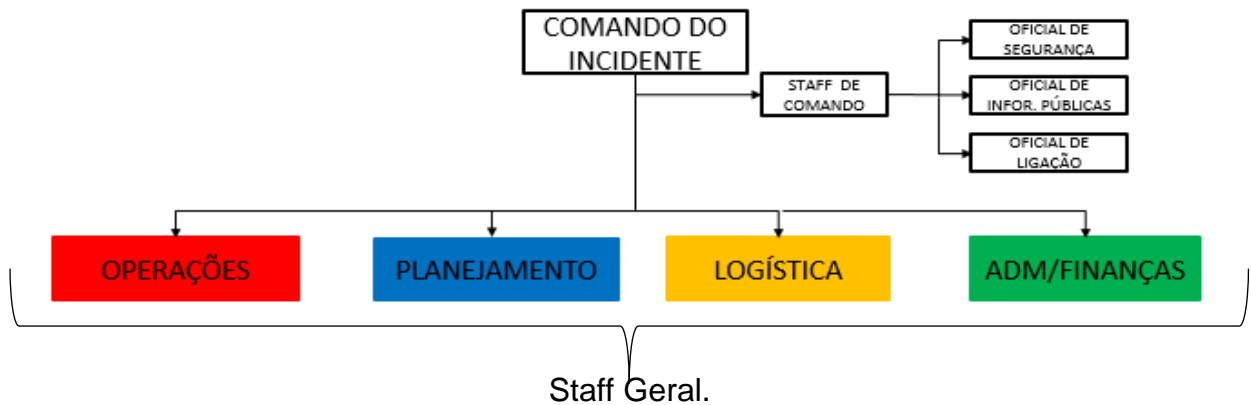 COMANDO DO
INCIDENTE
STAFF DE
COMANDO
OFICIAL DE
SEGURANÇA
OFICIAL DE
INFOR. PÚBLICAS
OFICIAL DE
LIGAÇÃO
OPERAÇÕES
PLANEJAMENTO
LOGÍSTICA
ADM/FINANÇAS
Staff Geral.